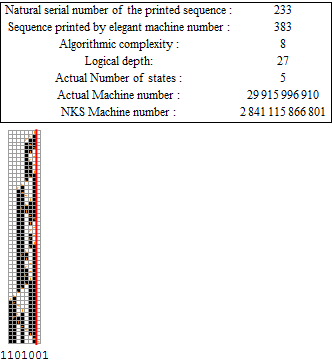 Natural serial number of the printed sequence : 233
Sequence printed by elegant machine number : 383
Algorithmic complexity : 8
Logical depth: 27
Actual Number of states : 5
Actual Machine number : 29 915 996 910
NKS Machine number : 2 841 115 866 801
1101001